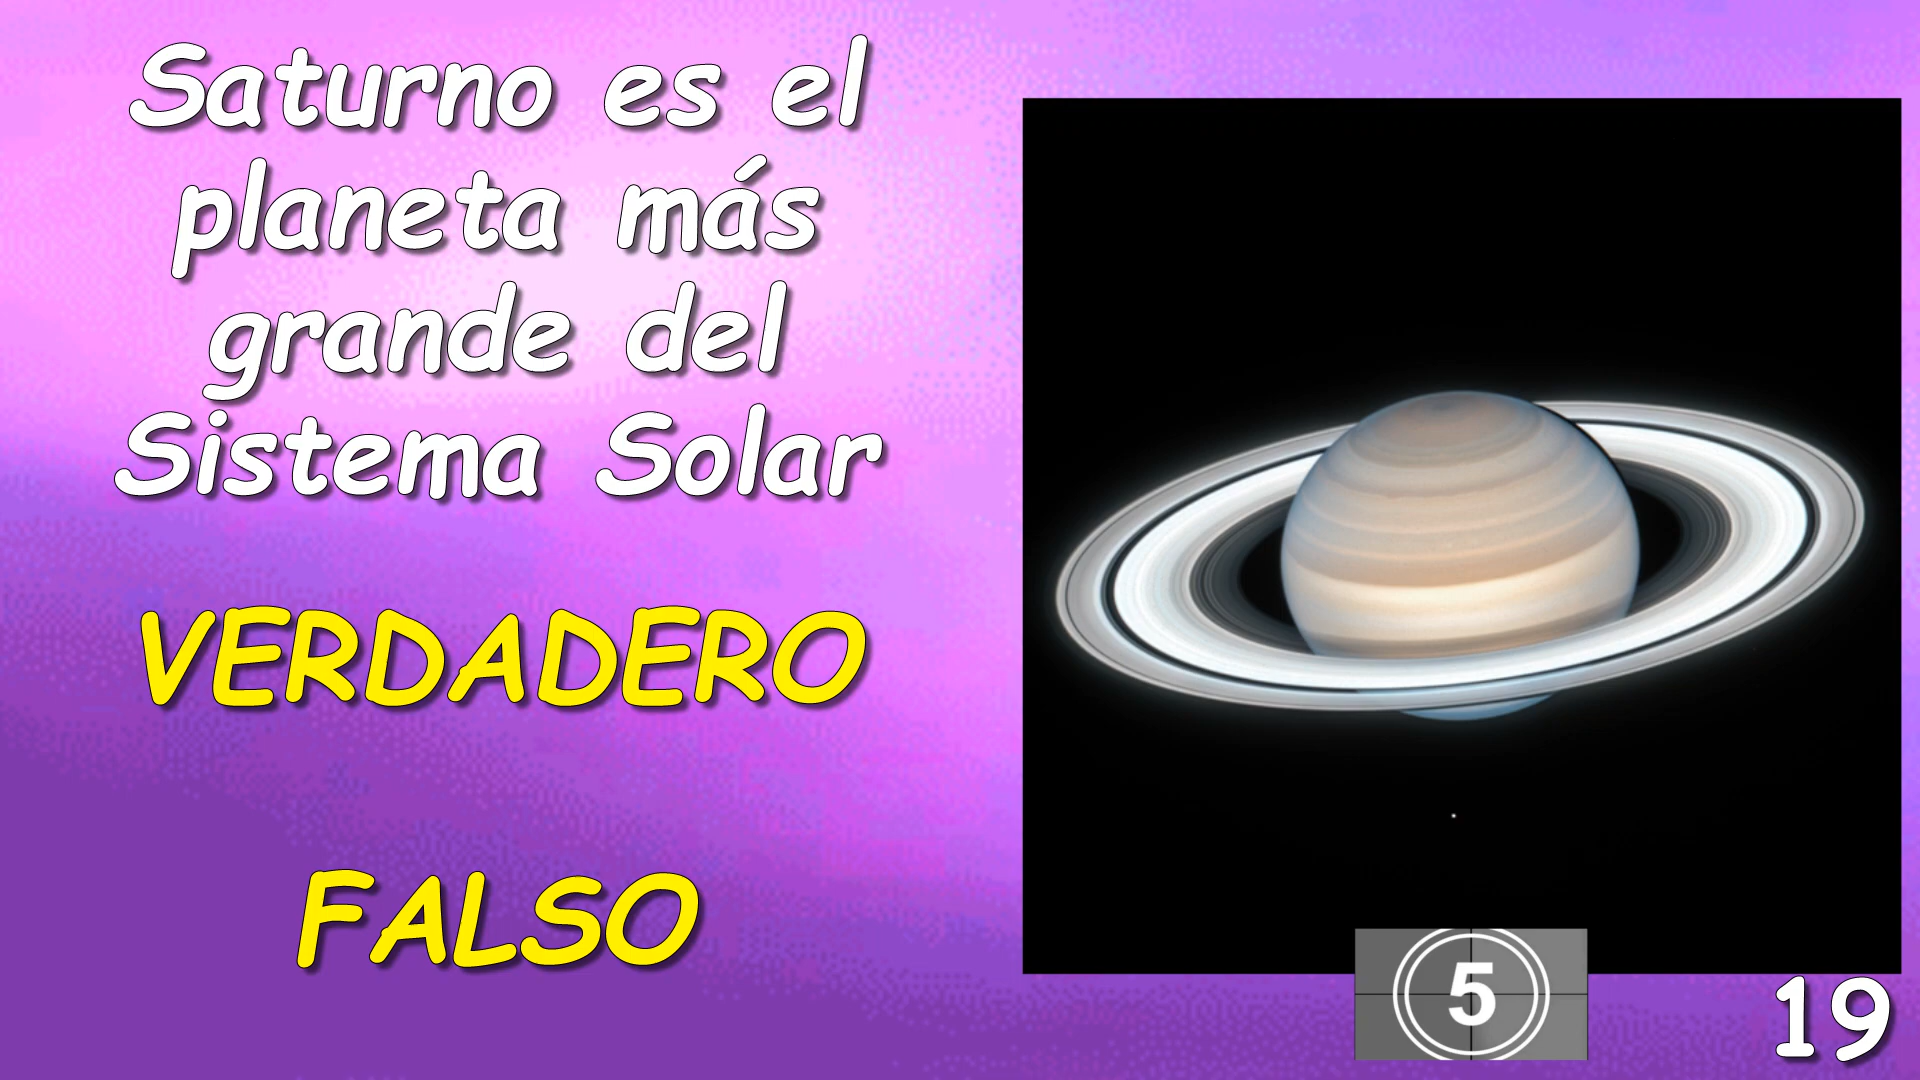 Saturno es el
planeta más
grande del
Sistema Solar
VERDADERO
FALSO
5
19